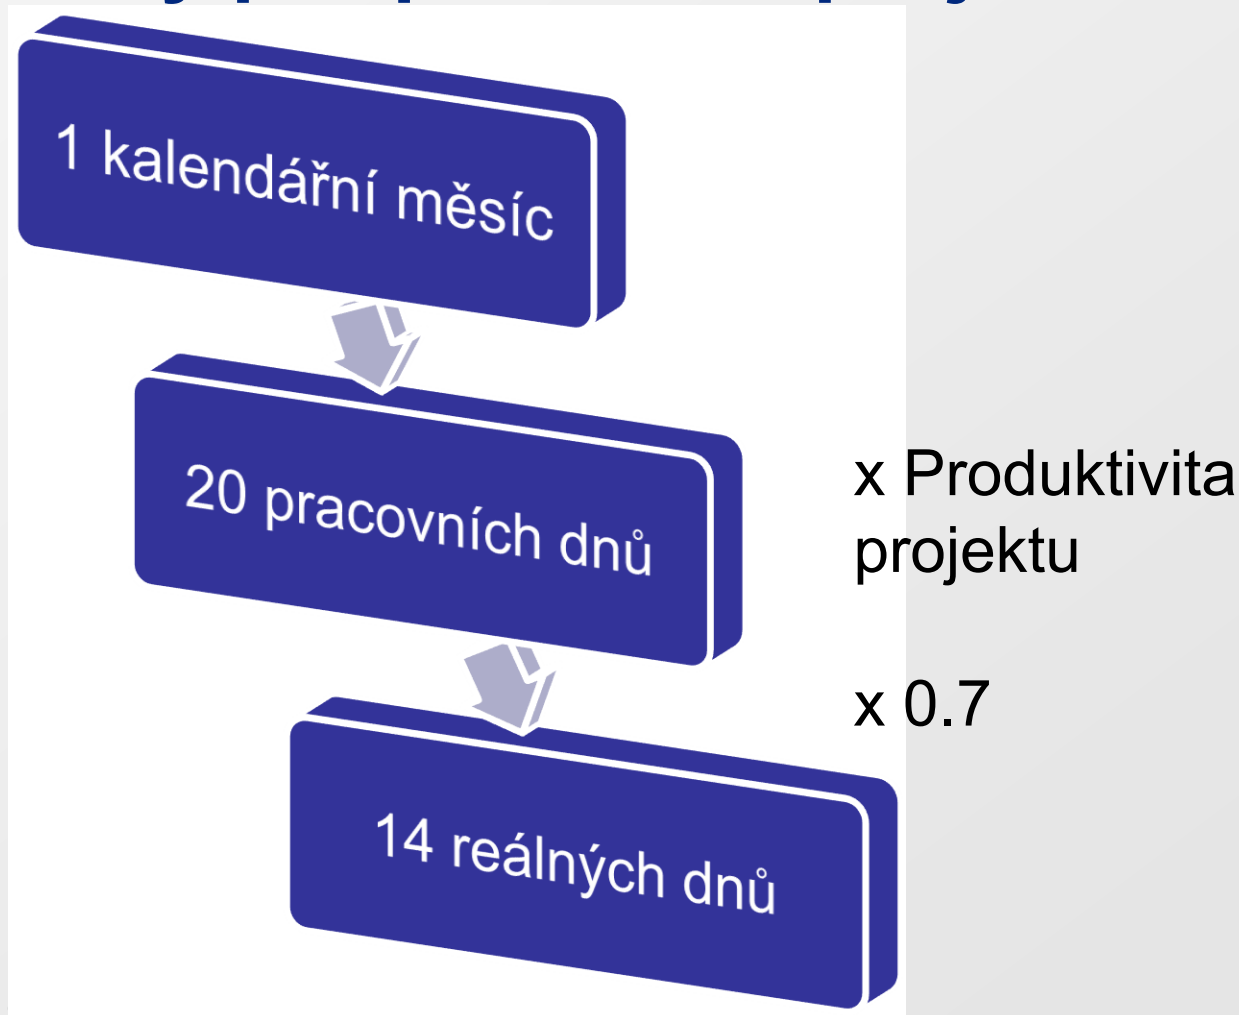 1 kalendářní měsíc
20 pracovních dnů
x Produktivita
projektu
x 0.7
14 reálných dnů